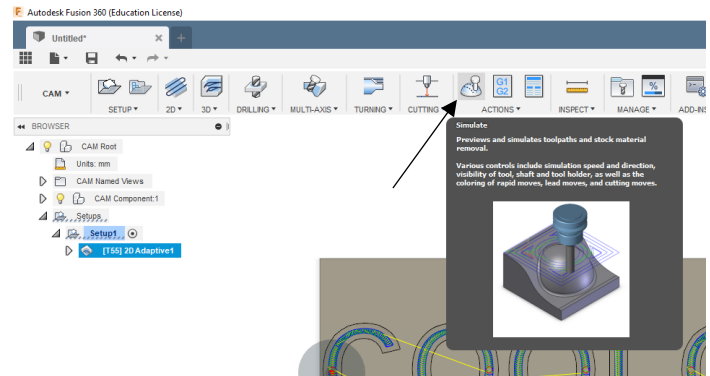 Autodesk Fusion 360 (Education License)
Untitled*
CAM
SETUP
2D
3D
DRILLING
MULTI-AXIS
TURNING
CUTTING
G1
G2
ACTIONS
INSPECT
%
MANAGE
ADD-INS
BROWSER
CAM Root
Units: mm
CAM Named Views
CAM Component:1
Setups
Setup1
[T55] 2D Adaptive1
Simulate
Previews and simulates toolpaths and stock material
removal.
Various controls include simulation speed and direction,
visibility of tool, shaft and tool holder, as well as the
coloring of rapid moves, lead moves, and cutting moves.